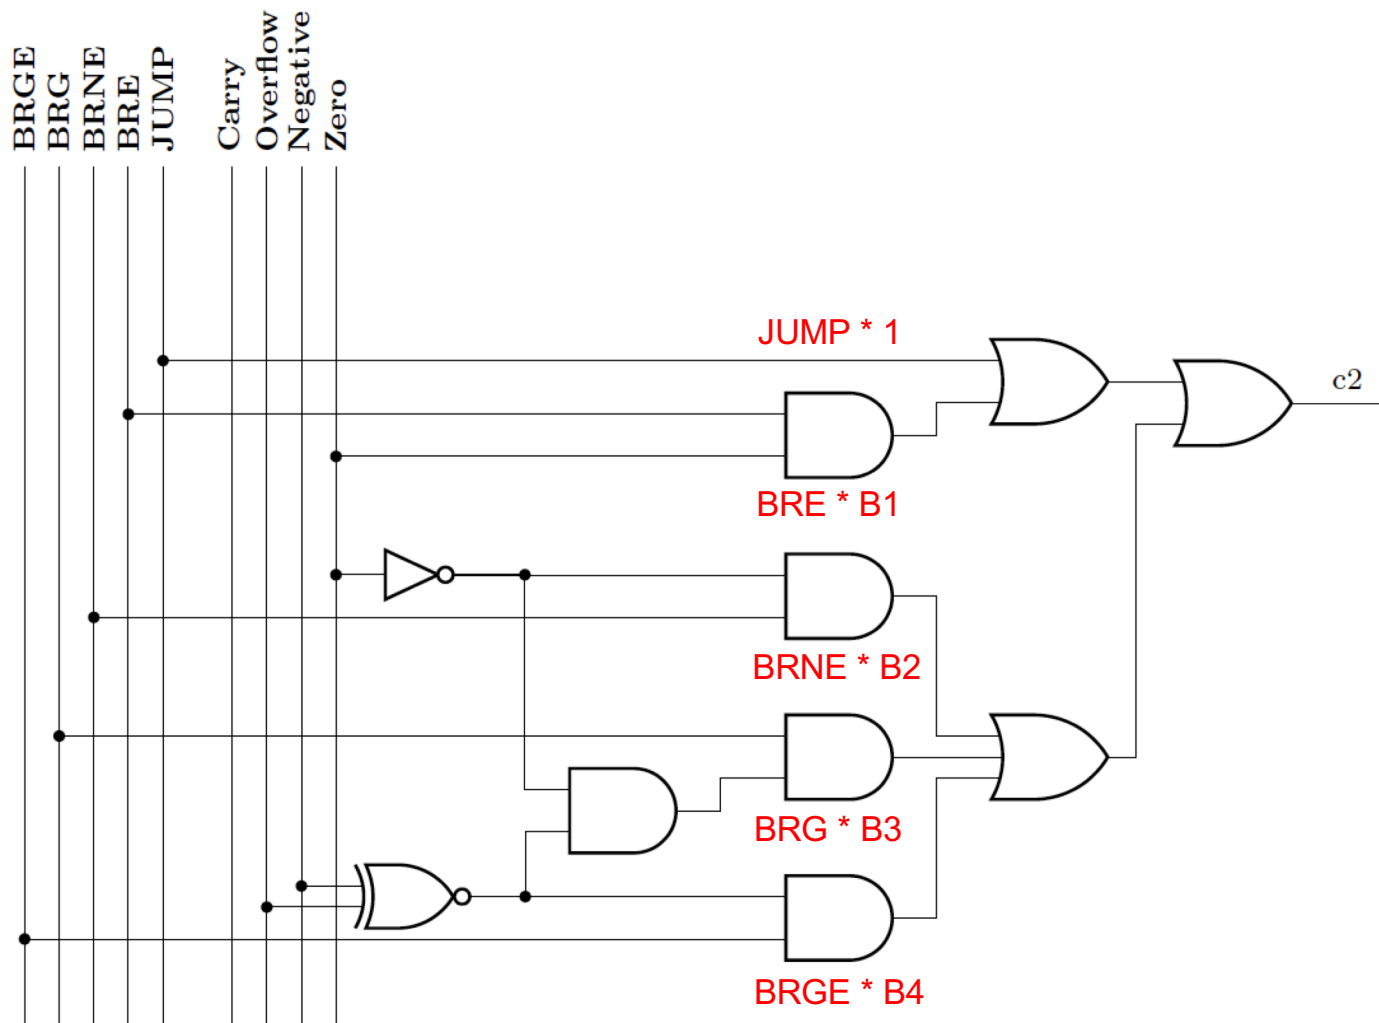 BRGE
BRG
BRNE
BRE
JUMP
Carry
Overflow
Negative
Zero
JUMP * 1
c2
BRE * B1
BRNE * B2
BRG * B3
BRGE * B4